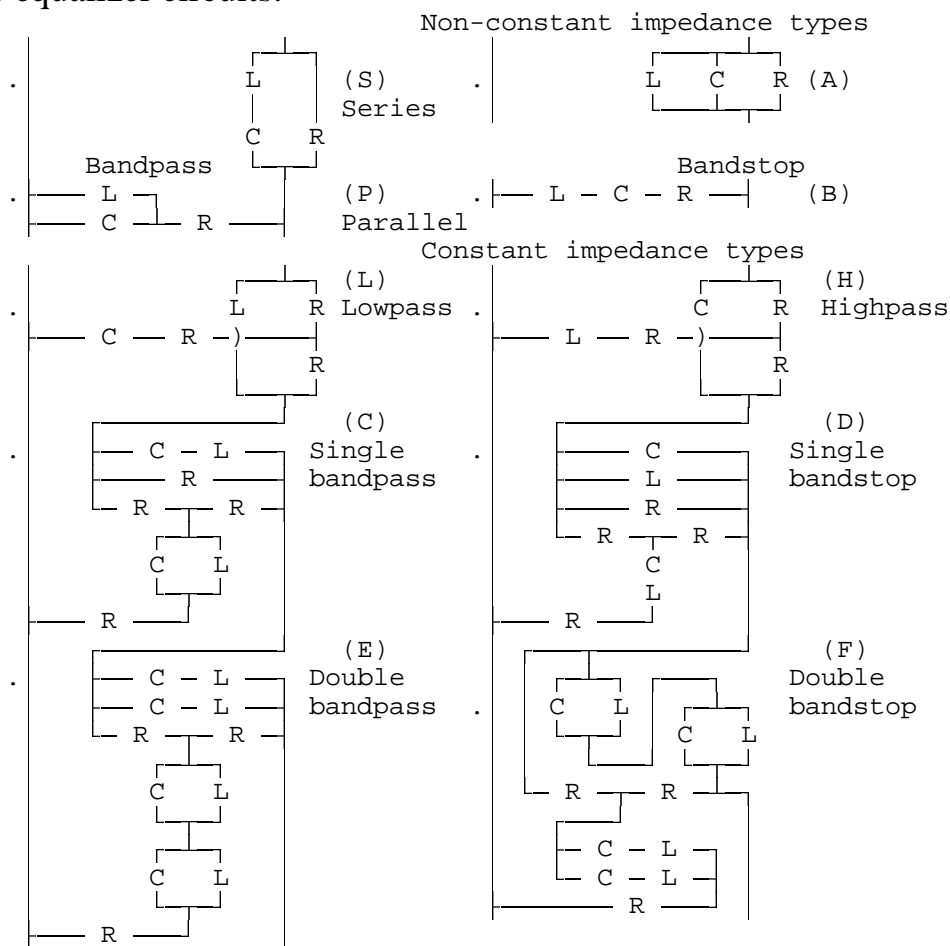 equalizer circuits.
Non-constant impedance types
. L (S) . L C R (A)
Series
C R
Bandpass Bandstop
. L (P) . L C R (B)
C R Parallel
Constant impedance types
(L) (H)
. L R Lowpass . C R Highpass
C R ) L R )
R R
(C) (D)
. C L Single . C Single
R bandpass L bandstop
R R R
C L R R
C
L
R R
(E) (F)
. C L Double Double
C L bandpass . C L bandstop
R R C L
C L R R
C L
C L C L
R
R